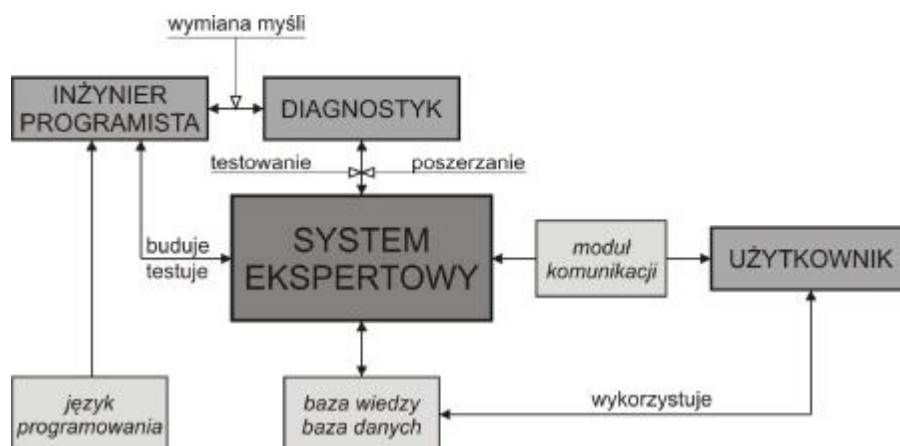 wymiana myśli
INŻYNIER
PROGRAMISTA
DIAGNOSTYK
testowanie
poszerzanie
SYSTEM
EKSPERTOWY
buduje
testuje
moduł
komunikacji
UŻYTKOWNIK
język
programowania
baza wiedzy
baza danych
wykorzystuje